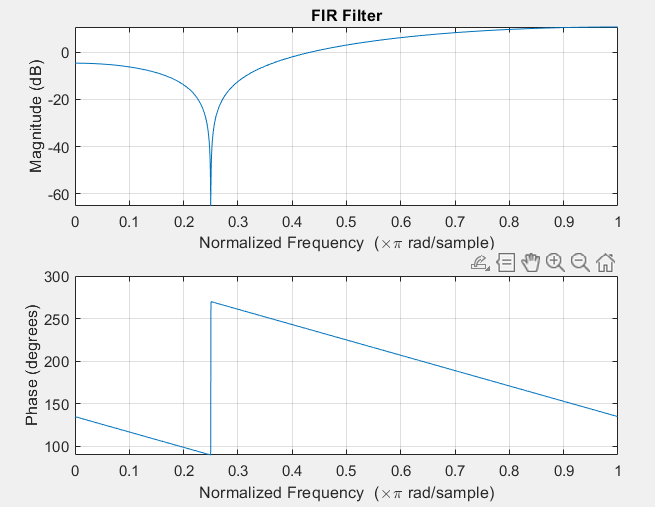 FIR Filter
0
-20
-40
-60
Magnitude (dB)
0 0.1 0.2 0.3 0.4 0.5 0.6 0.7 0.8 0.9 1
Normalized Frequency (×π rad/sample)
300
250
200
150
100
Phase (degrees)
0 0.1 0.2 0.3 0.4 0.5 0.6 0.7 0.8 0.9 1
Normalized Frequency (×π rad/sample)